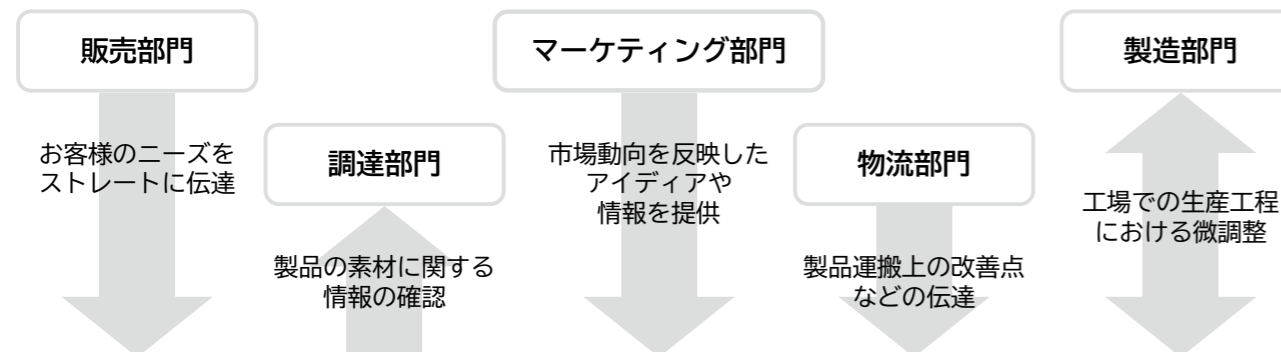 販売部門
お客様のニーズを
ストレートに伝達
調達部門
製品の素材に関する
情報の確認
マーケティング部門
市場動向を反映した
アイディアや
情報を提供
物流部門
製品運搬上の改善点
などの伝達
製造部門
工場での生産工程
における微調整